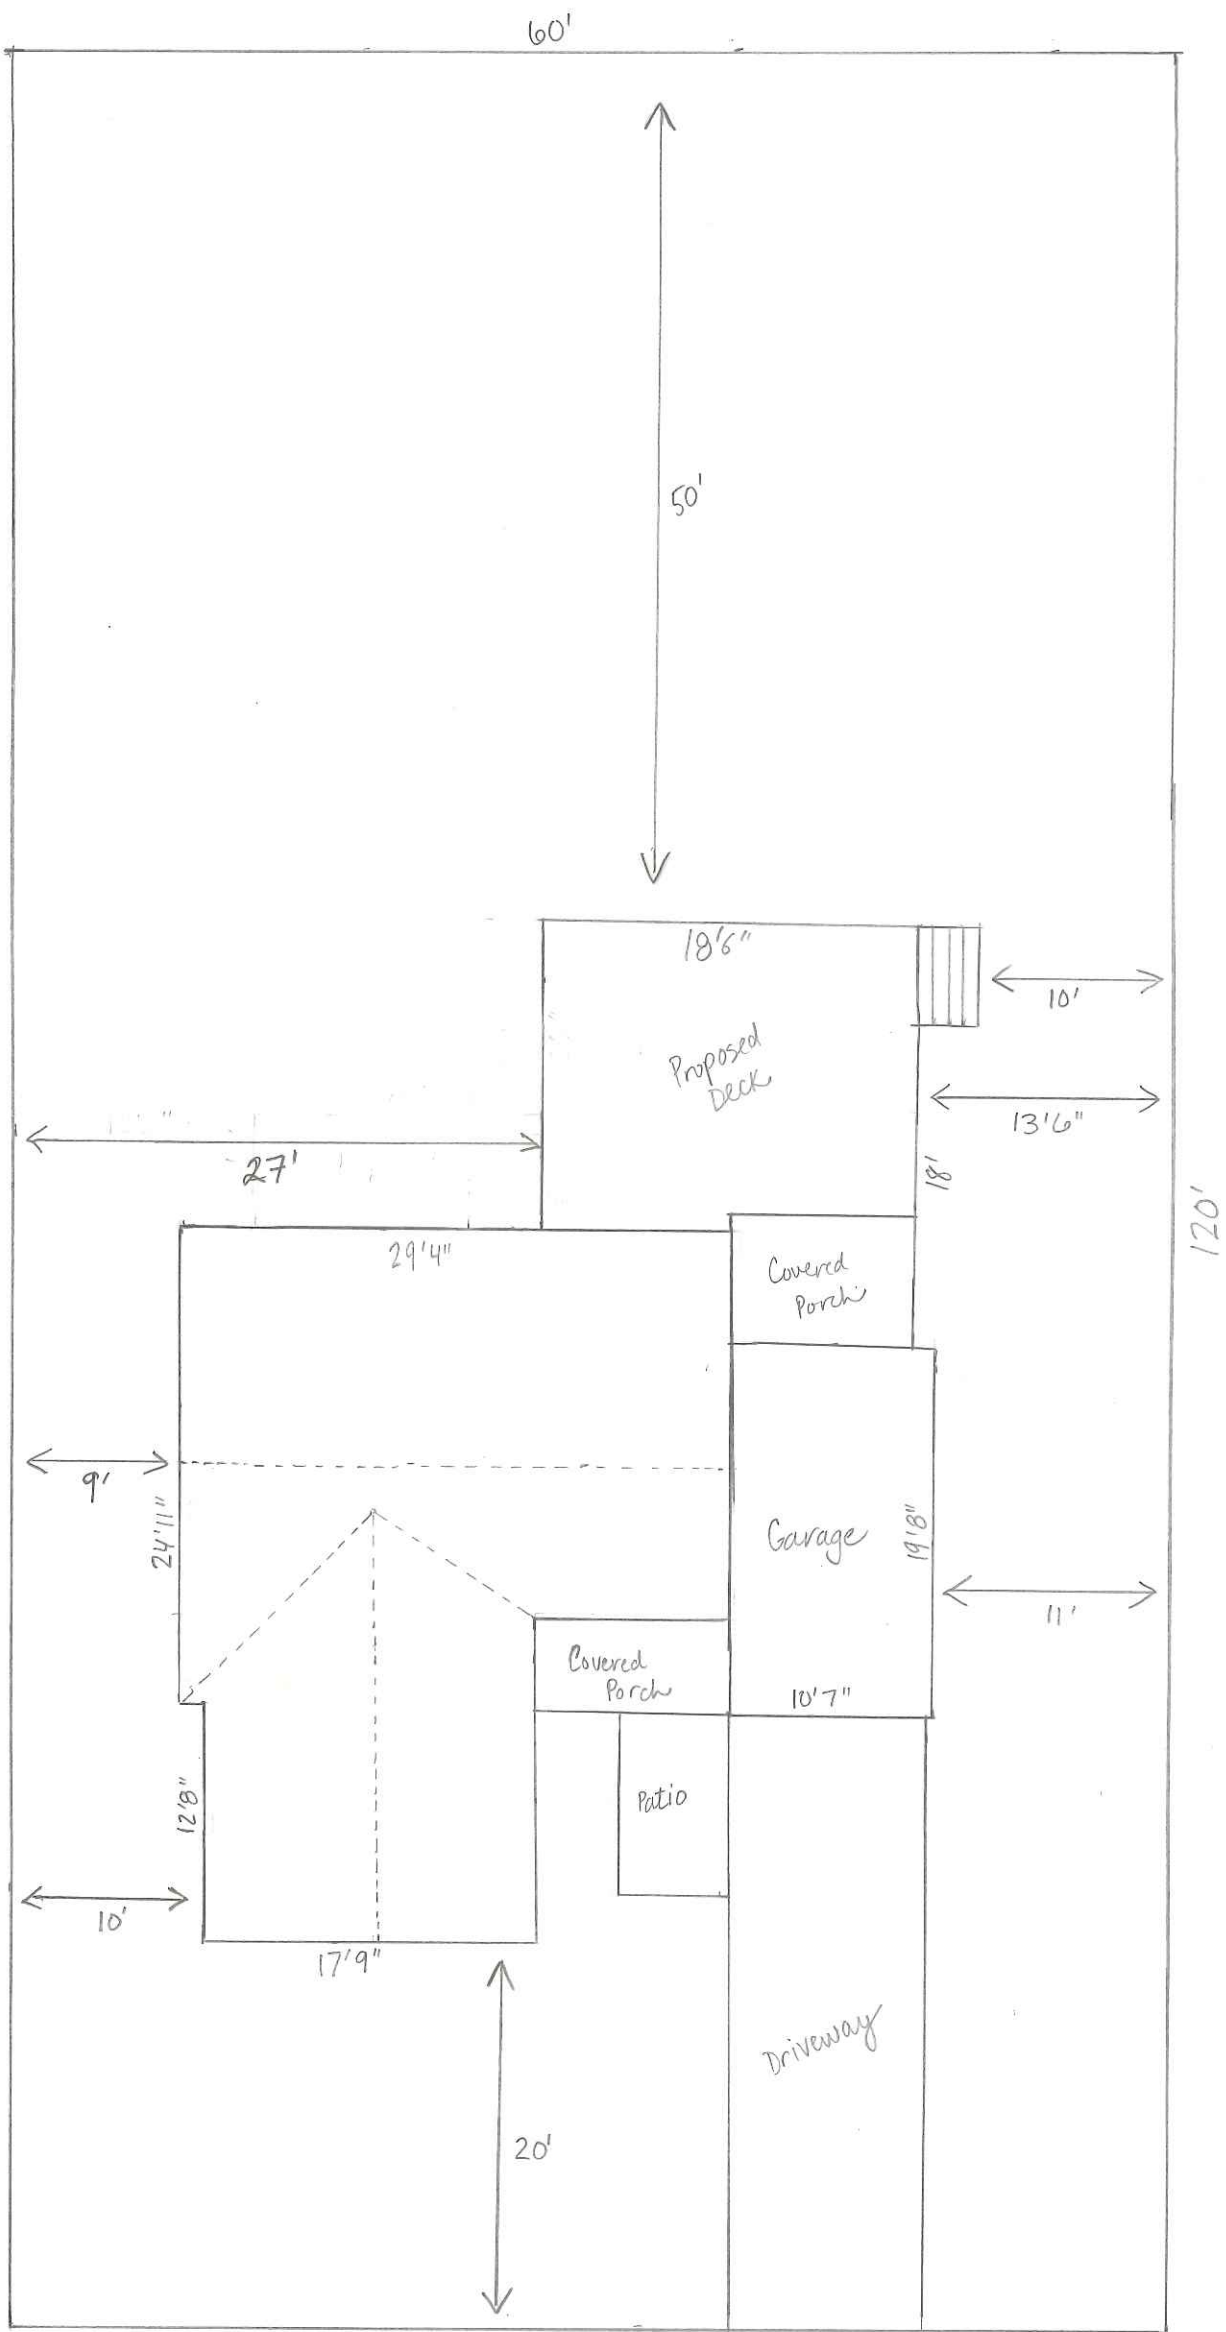 60'
50'
18'6"
10'
Proposed
Deck
13'6"
27'
18'
120'
29'4"
Covered
Porch
9'
24'11"
Garage
19'8"
11'
Covered
Porch
10'7"
12'8"
Patio
10'
17'9"
Driveway
20'